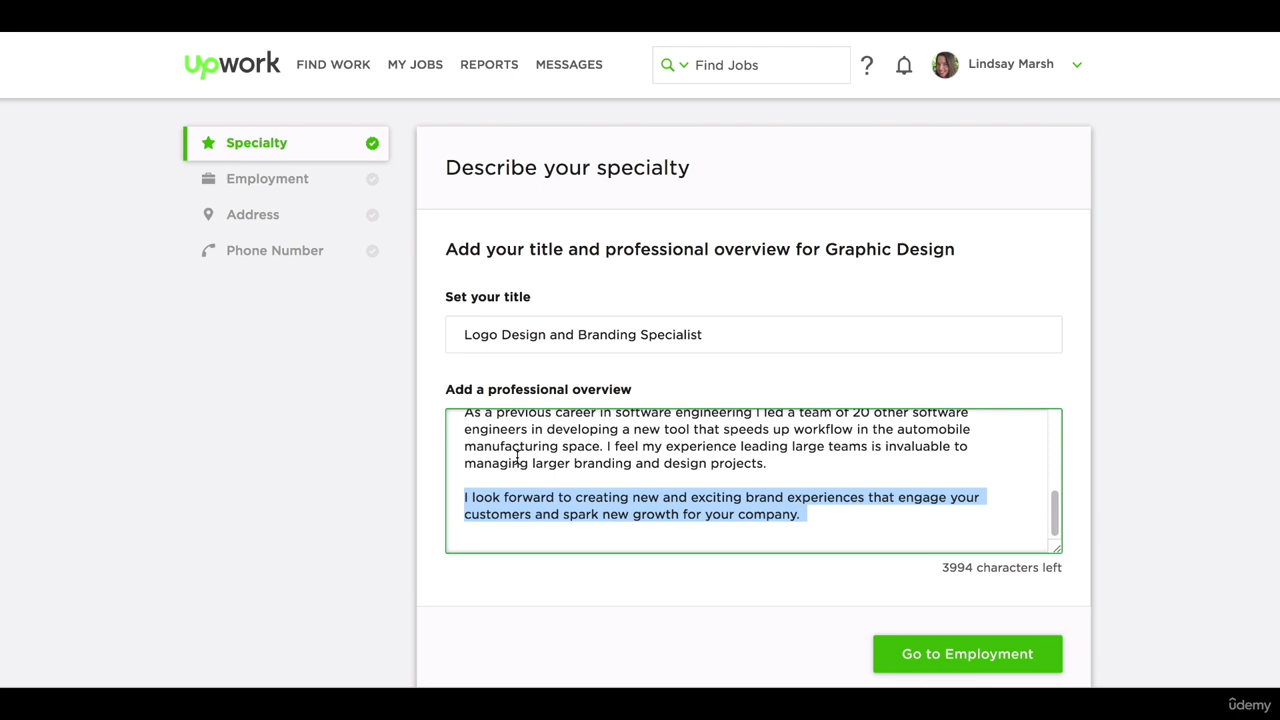 upwork FIND WORK MY JOBS REPORTS MESSAGES Find Jobs ? Lindsay Marsh
Specialty
Employment
Address
Phone Number
Describe your specialty
Add your title and professional overview for Graphic Design
Set your title
Logo Design and Branding Specialist
Add a professional overview
As a previous career in software engineering I led a team of 20 other software
engineers in developing a new tool that speeds up workflow in the automobile
manufacturing space. I feel my experience leading large teams is invaluable to
managing larger branding and design projects.
I look forward to creating new and exciting brand experiences that engage your
customers and spark new growth for your company.
3994 characters left
Go to Employment
ûdemy